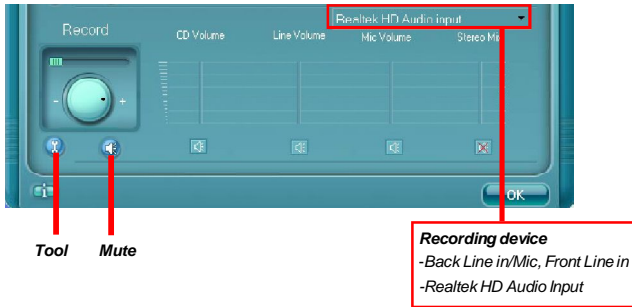 Realtek HD Audio input
Record
CD Volume
Line Volume
Mic Volume
Stereo Mix
- +
i
OK
Tool
Mute
Recording device
-Back Line in/Mic, Front Line in
-Realtek HD Audio Input